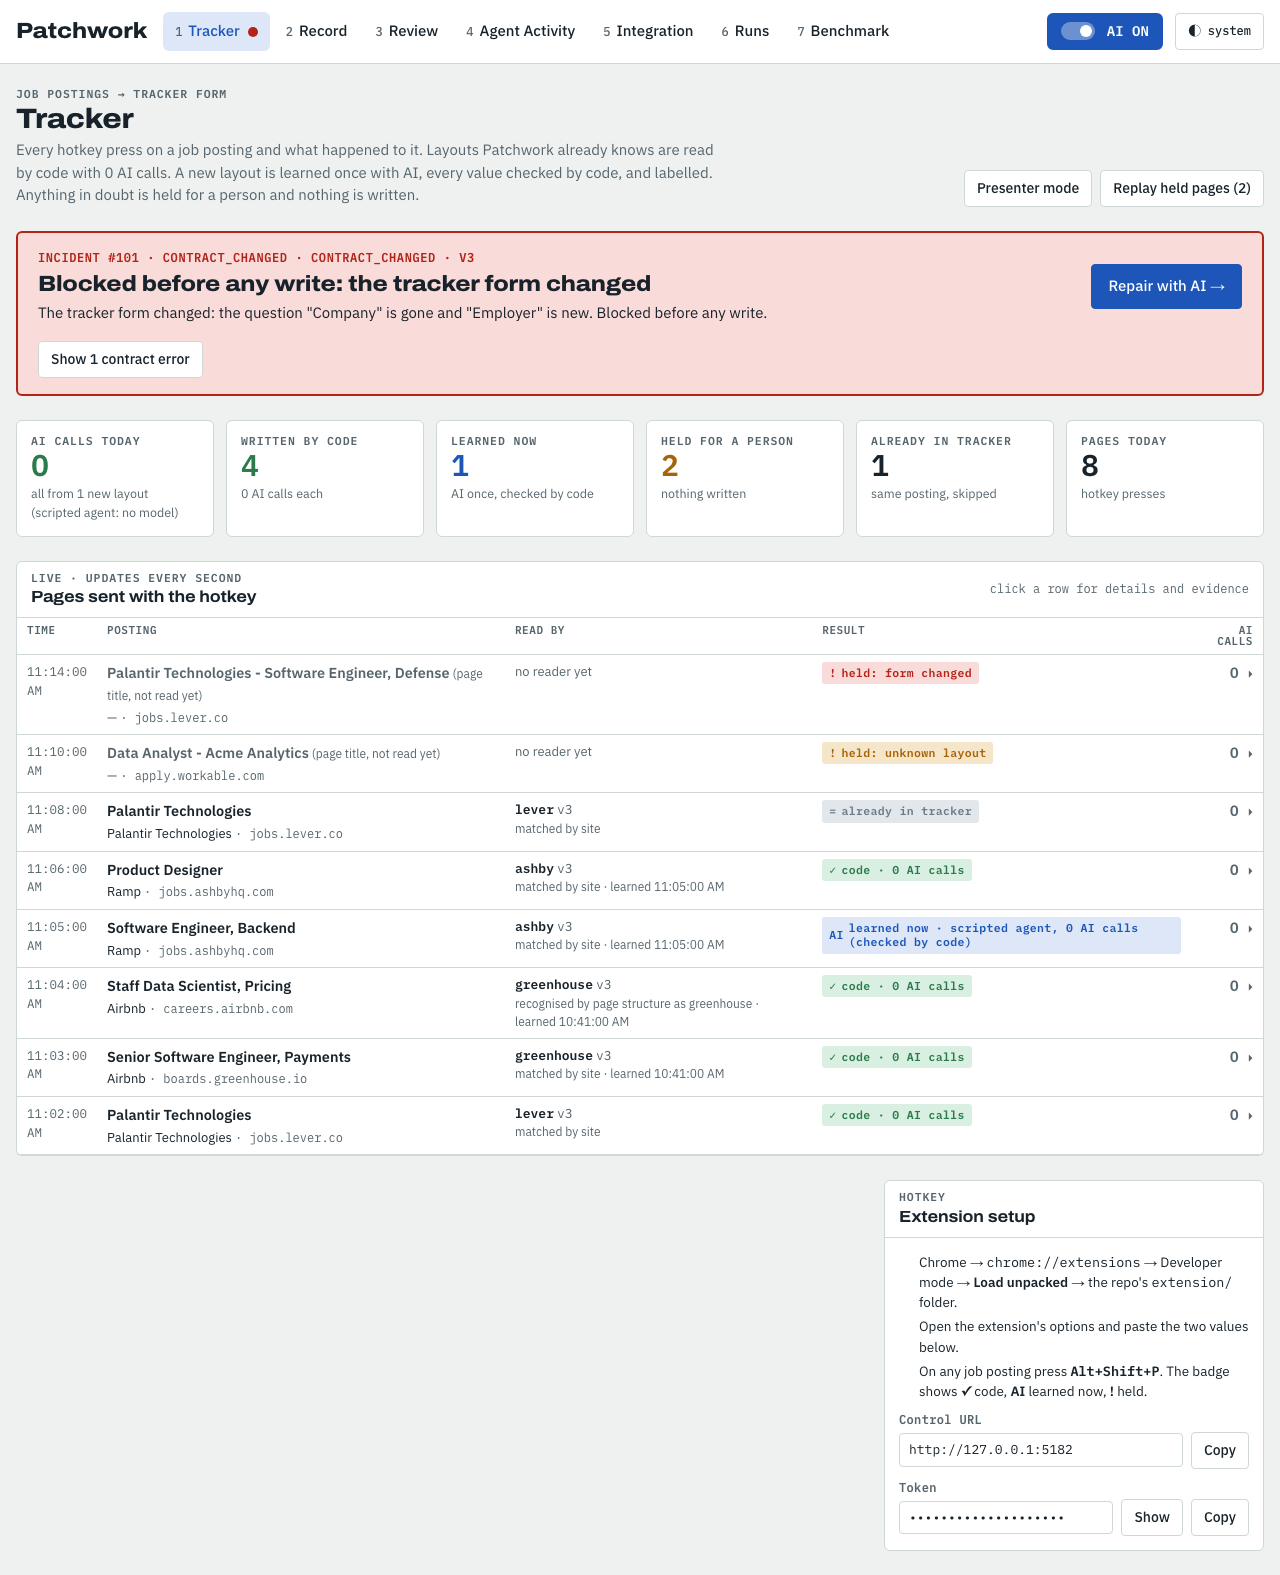 Patchwork
1 Tracker
2 Record
3 Review
4 Agent Activity
5 Integration
6 Runs
7 Benchmark
AI ON
system
JOB POSTINGS → TRACKER FORM
Tracker
Every hotkey press on a job posting and what happened to it. Layouts Patchwork already knows are read
by code with 0 AI calls. A new layout is learned once with AI, every value checked by code, and labelled.
Anything in doubt is held for a person and nothing is written.
Presenter mode
Replay held pages (2)
INCIDENT #101 · CONTRACT_CHANGED · CONTRACT_CHANGED · V3
Blocked before any write: the tracker form changed
The tracker form changed: the question "Company" is gone and "Employer" is new. Blocked before any write.
Repair with AI →
Show 1 contract error
AI CALLS TODAY
0
all from 1 new layout
(scripted agent: no model)
WRITTEN BY CODE
4
0 AI calls each
LEARNED NOW
1
AI once, checked by code
HELD FOR A PERSON
2
nothing written
ALREADY IN TRACKER
1
same posting, skipped
PAGES TODAY
8
hotkey presses
LIVE · UPDATES EVERY SECOND
Pages sent with the hotkey
click a row for details and evidence
TIME
POSTING
READ BY
RESULT
AI
CALLS
11:14:00
AM
Palantir Technologies - Software Engineer, Defense (page
title, not read yet)
— · jobs.lever.co
no reader yet
! held: form changed
0 ▸
11:10:00
AM
Data Analyst - Acme Analytics (page title, not read yet)
— · apply.workable.com
no reader yet
! held: unknown layout
0 ▸
11:08:00
AM
Palantir Technologies
Palantir Technologies · jobs.lever.co
lever v3
matched by site
= already in tracker
0 ▸
11:06:00
AM
Product Designer
Ramp · jobs.ashbyhq.com
ashby v3
matched by site · learned 11:05:00 AM
✓ code · 0 AI calls
0 ▸
11:05:00
AM
Software Engineer, Backend
Ramp · jobs.ashbyhq.com
ashby v3
matched by site · learned 11:05:00 AM
AI learned now · scripted agent, 0 AI calls
(checked by code)
0 ▸
11:04:00
AM
Staff Data Scientist, Pricing
Airbnb · careers.airbnb.com
greenhouse v3
recognised by page structure as greenhouse ·
learned 10:41:00 AM
✓ code · 0 AI calls
0 ▸
11:03:00
AM
Senior Software Engineer, Payments
Airbnb · boards.greenhouse.io
greenhouse v3
matched by site · learned 10:41:00 AM
✓ code · 0 AI calls
0 ▸
11:02:00
AM
Palantir Technologies
Palantir Technologies · jobs.lever.co
lever v3
matched by site
✓ code · 0 AI calls
0 ▸
HOTKEY
Extension setup
Chrome → chrome://extensions → Developer
mode → Load unpacked → the repo's extension/
folder.
Open the extension's options and paste the two values
below.
On any job posting press Alt+Shift+P. The badge
shows ✓ code, AI learned now, ! held.
Control URL
http://127.0.0.1:5182
Copy
Token
••••••••••••••••••••
Show
Copy